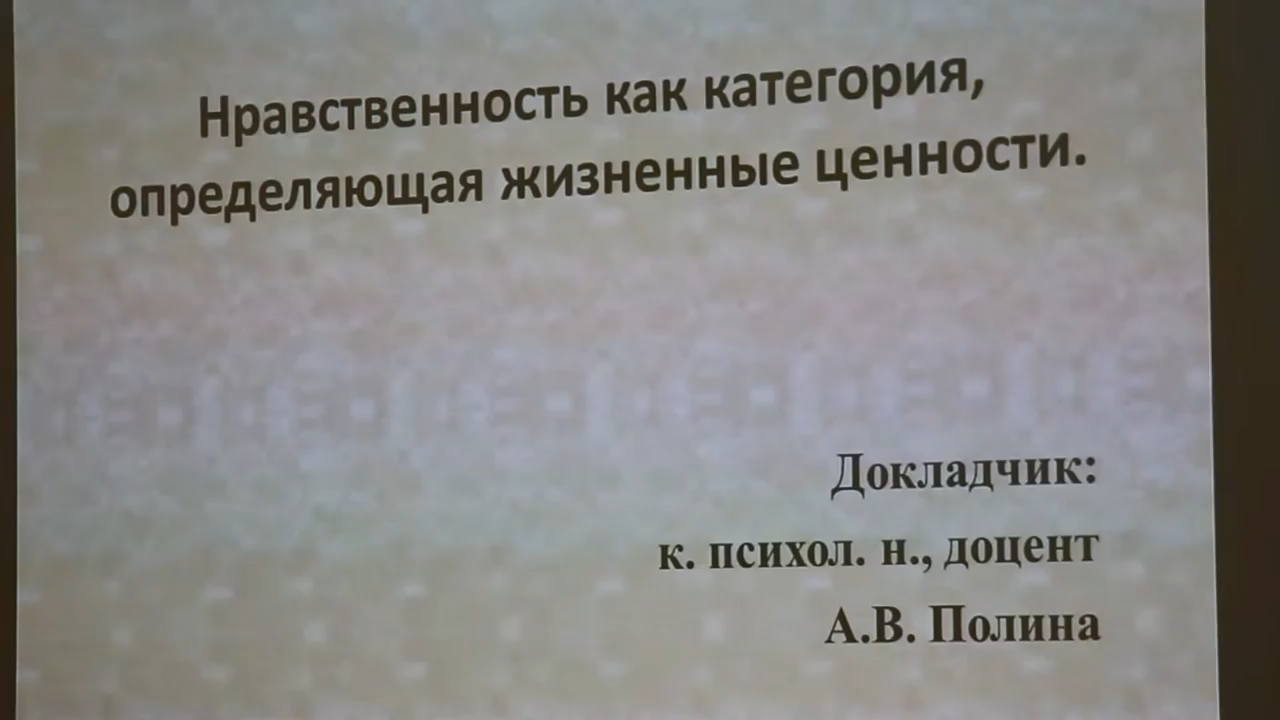 Нравственность как категория,
определяющая жизненные ценности.
Докладчик:
к. психол. н., доцент
А.В. Полина